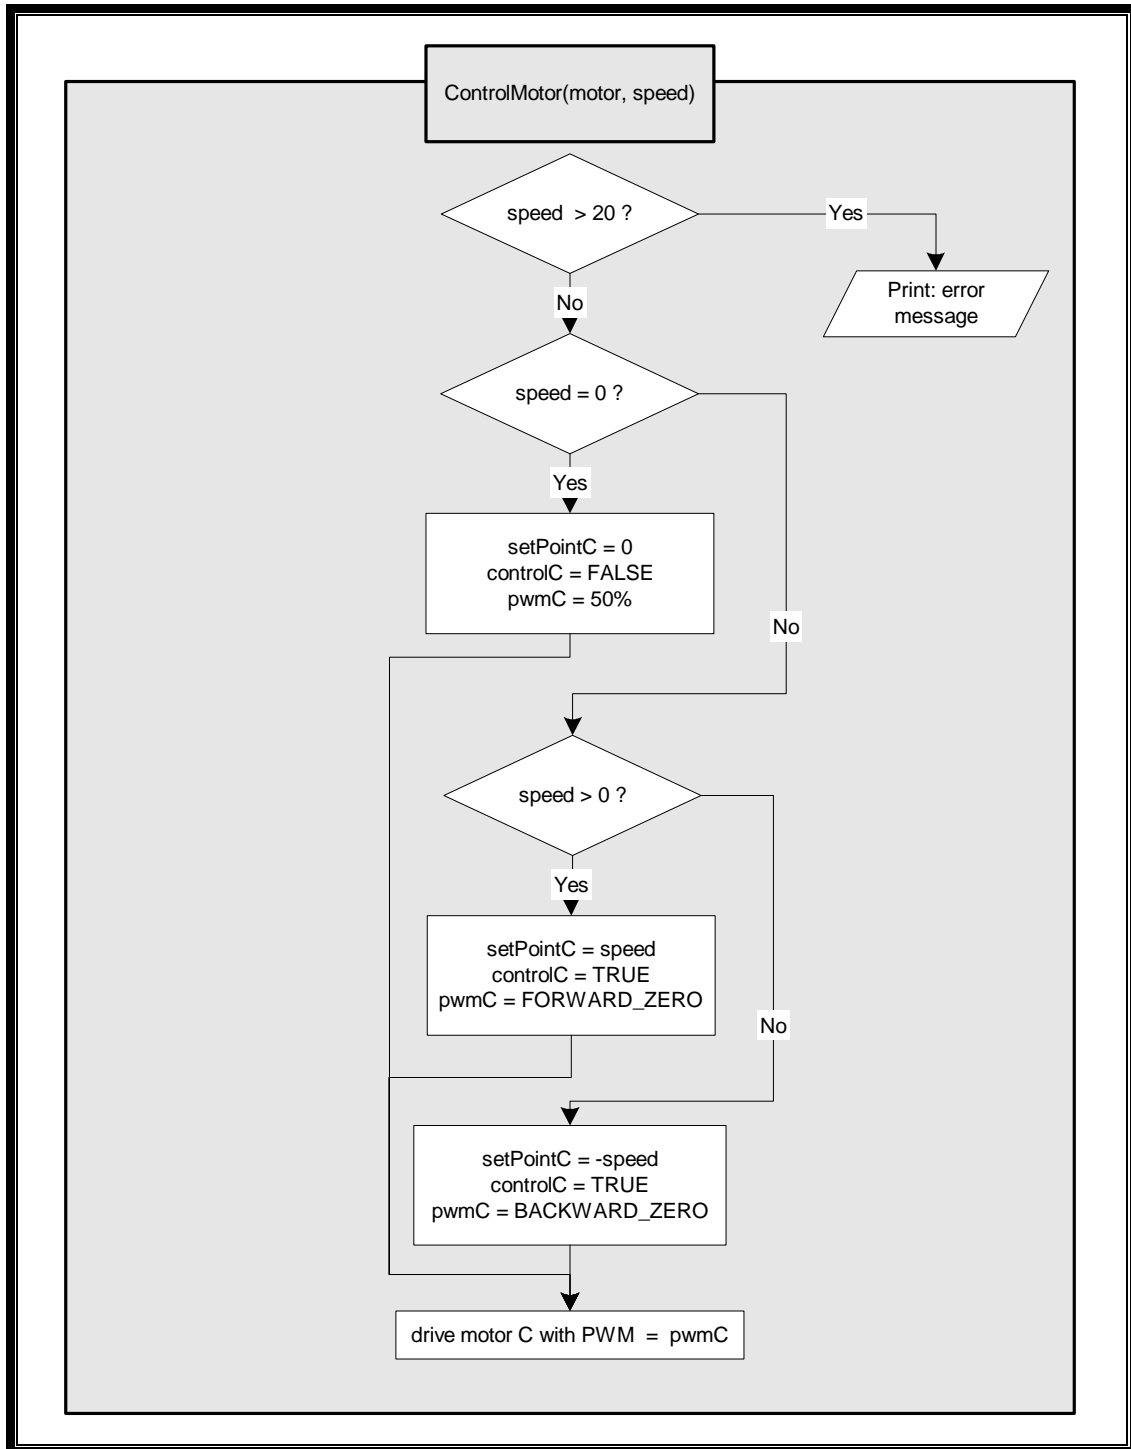 ControlMotor(motor, speed)
speed > 20 ?
Yes
Print: error
message
No
speed = 0 ?
Yes
setPointC = 0
controlC = FALSE
pwmC = 50%
No
speed > 0 ?
Yes
setPointC = speed
controlC = TRUE
pwmC = FORWARD_ZERO
No
setPointC = -speed
controlC = TRUE
pwmC = BACKWARD_ZERO
drive motor C with PWM = pwmC